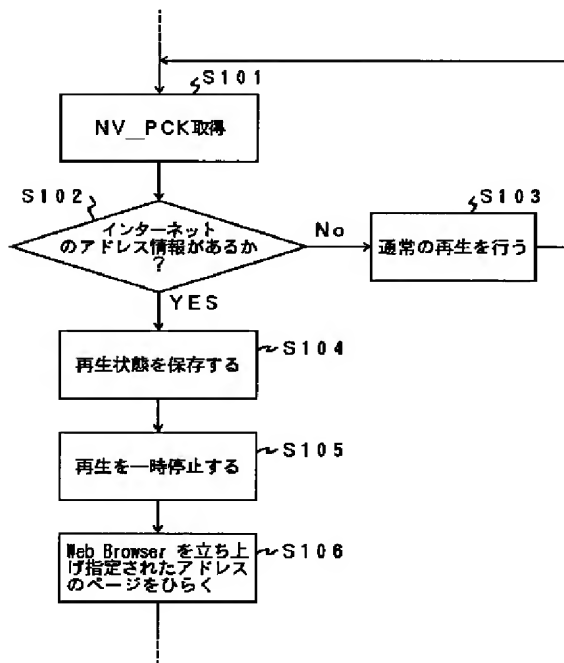 S101
NV_PCK取得
S102
インターネット
のアドレス情報があるか
?
No
S103
通常の再生を行う
YES
再生状態を保存する
S104
再生を一時停止する
S105
Web Browser を立ち上
げ指定されたアドレス
のページをひらく
S106